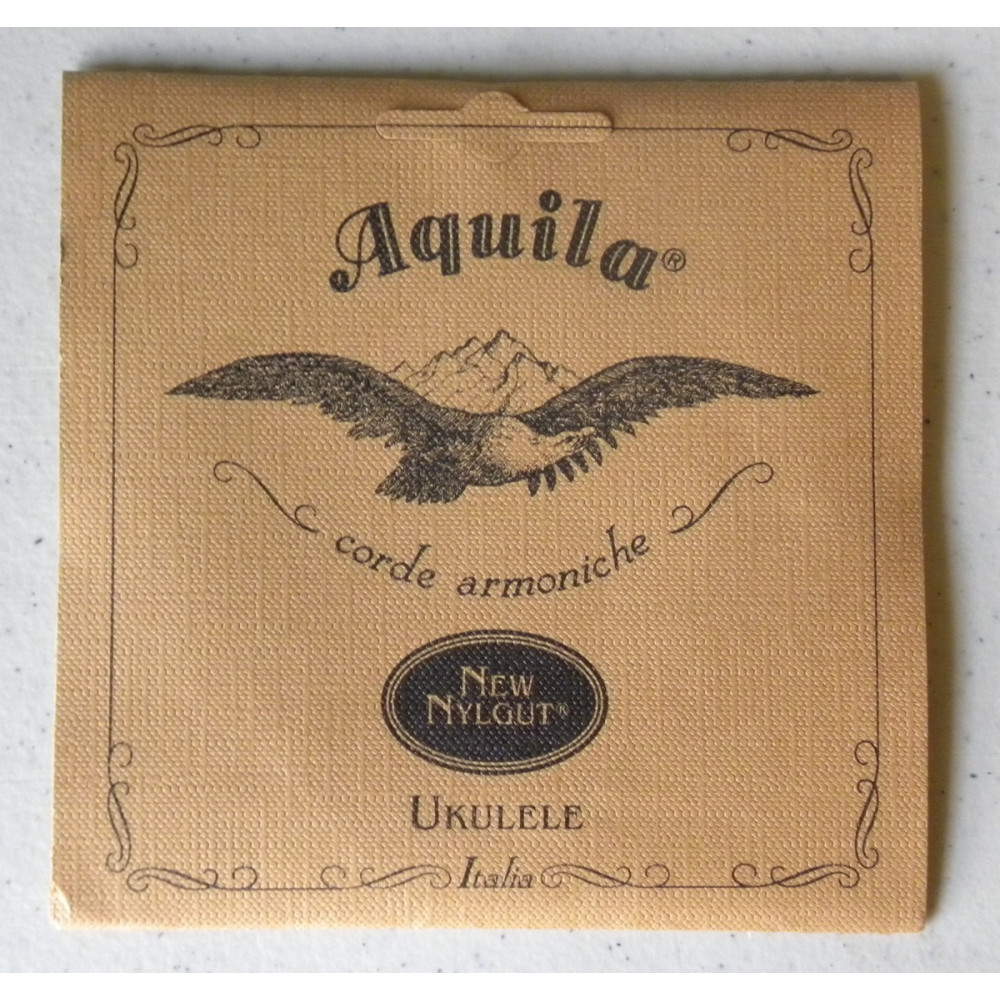 Aquila®
corde armoniche
New
Nylgut®
Ukulele
Italia